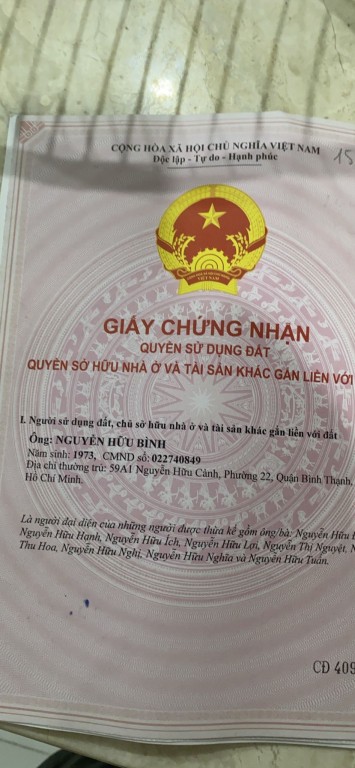 CỘNG HÒA XÃ HỘI CHỦ NGHĨA VIỆT NAM
Độc lập - Tự do - Hạnh phúc
15
GIẤY CHỨNG NHẬN
QUYỀN SỬ DỤNG ĐẤT
QUYỀN SỞ HỮU NHÀ Ở VÀ TÀI SẢN KHÁC GẮN LIỀN VỚI
I. Người sử dụng đất, chủ sở hữu nhà ở và tài sản khác gắn liền với đất
Ông: NGUYỄN HỮU BÌNH
Năm sinh: 1973, CMND số: 022740849
Địa chỉ thường trú: 59A1 Nguyễn Hữu Cảnh, Phường 22, Quận Bình Thạnh,
Hồ Chí Minh.
Là người đại diện của những người được thừa kế gồm ông/bà: Nguyễn Hữu
Nguyễn Hữu Hạnh, Nguyễn Hữu Ích, Nguyễn Hữu Lợi, Nguyễn Thị Nguyệt.
Thu Hoa, Nguyễn Hữu Nghị, Nguyễn Hữu Nghĩa và Nguyễn Hữu Tuấn.
CĐ 409